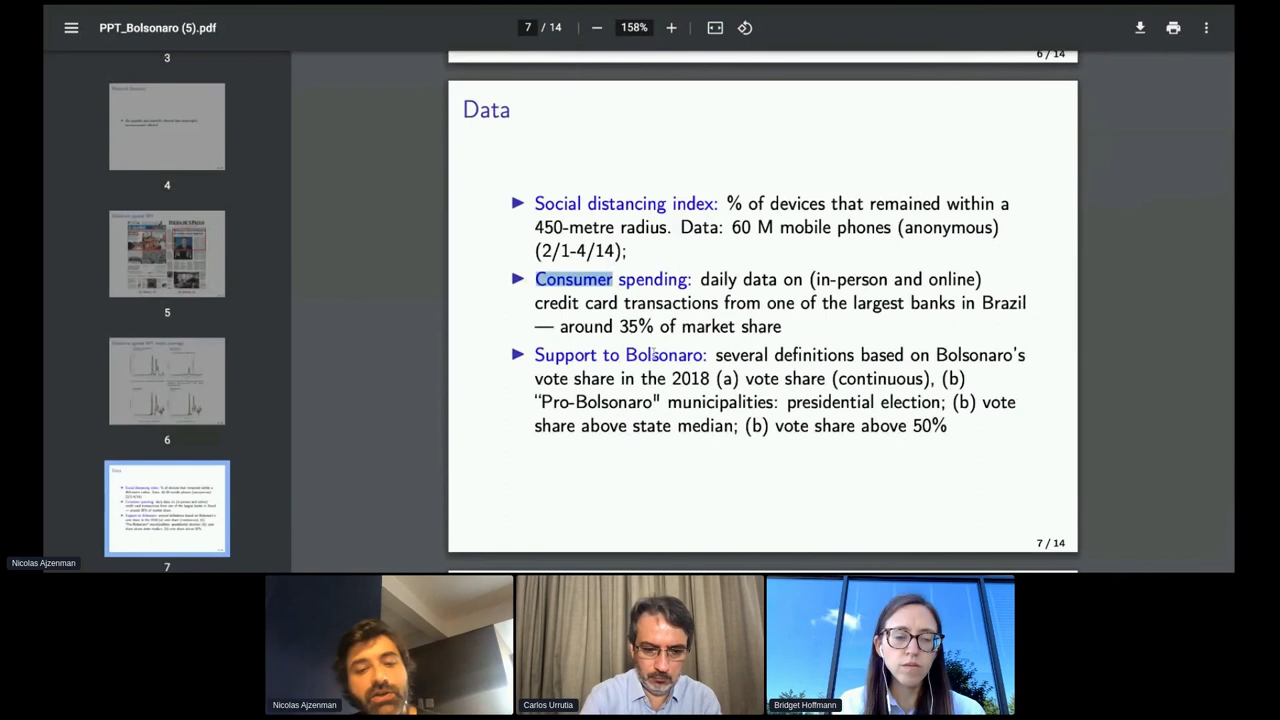 PPT_Bolsonaro (5).pdf
7 / 14
158%
3
4
5
6
7
6 / 14
Data
Social distancing index: % of devices that remained within a
450-metre radius. Data: 60 M mobile phones (anonymous)
(2/1-4/14);
Consumer spending: daily data on (in-person and online)
credit card transactions from one of the largest banks in Brazil
— around 35% of market share
Support to Bolsonaro: several definitions based on Bolsonaro's
vote share in the 2018 (a) vote share (continuous), (b)
"Pro-Bolsonaro" municipalities: presidential election; (b) vote
share above state median; (b) vote share above 50%
7 / 14
Nicolas Ajzenman
Nicolas Ajzenman
Carlos Urrutia
Bridget Hoffmann